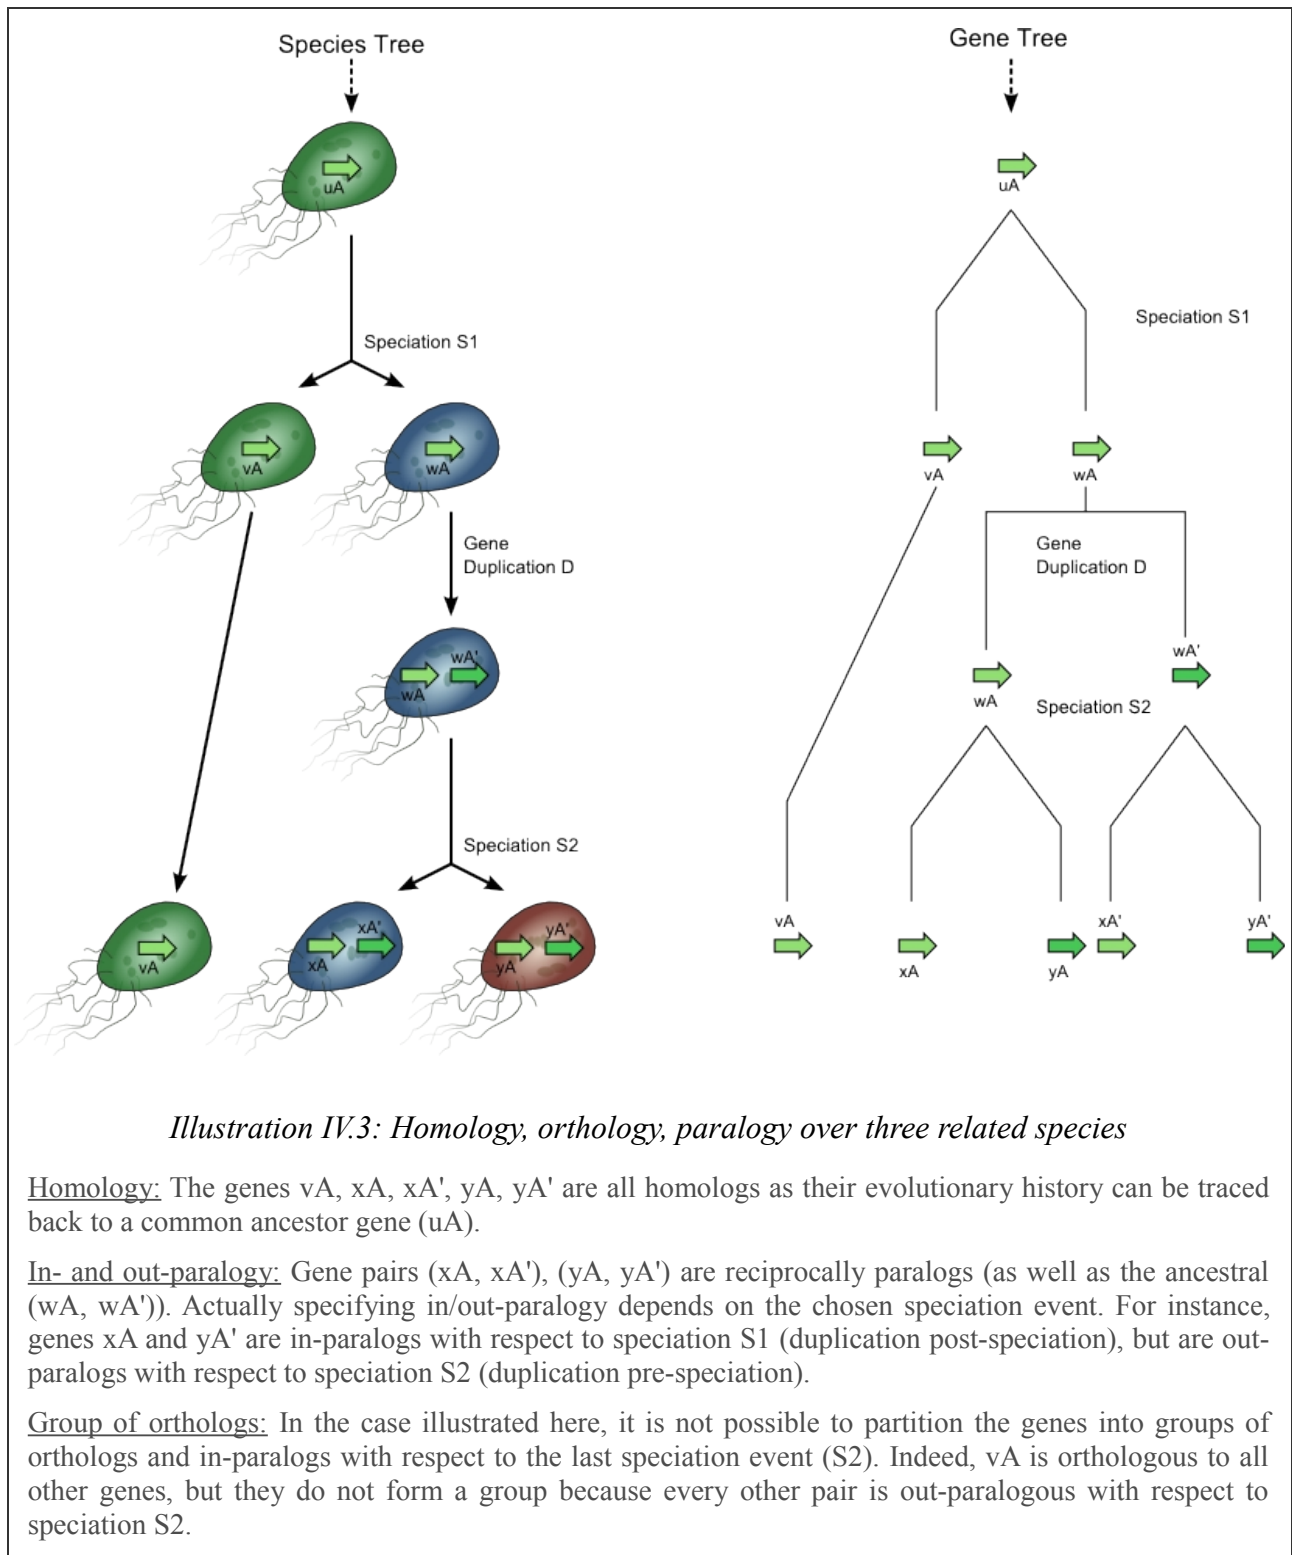 Species Tree
uA
Speciation S1
vA
wA
Gene
Duplication D
wA wA'
Speciation S2
vA
xA xA'
yA yA'
Gene Tree
uA
Speciation S1
vA
wA
Gene
Duplication D
wA
wA'
Speciation S2
vA
xA
yA
xA'
yA'
Illustration IV.3: Homology, orthology, paralogy over three related species
Homology: The genes vA, xA, xA', yA, yA' are all homologs as their evolutionary history can be traced
back to a common ancestor gene (uA).
In- and out-paralogy: Gene pairs (xA, xA'), (yA, yA') are reciprocally paralogs (as well as the ancestral
(wA, wA')). Actually specifying in/out-paralogy depends on the chosen speciation event. For instance,
genes xA and yA' are in-paralogs with respect to speciation S1 (duplication post-speciation), but are out-
paralogs with respect to speciation S2 (duplication pre-speciation).
Group of orthologs: In the case illustrated here, it is not possible to partition the genes into groups of
orthologs and in-paralogs with respect to the last speciation event (S2). Indeed, vA is orthologous to all
other genes, but they do not form a group because every other pair is out-paralogous with respect to
speciation S2.